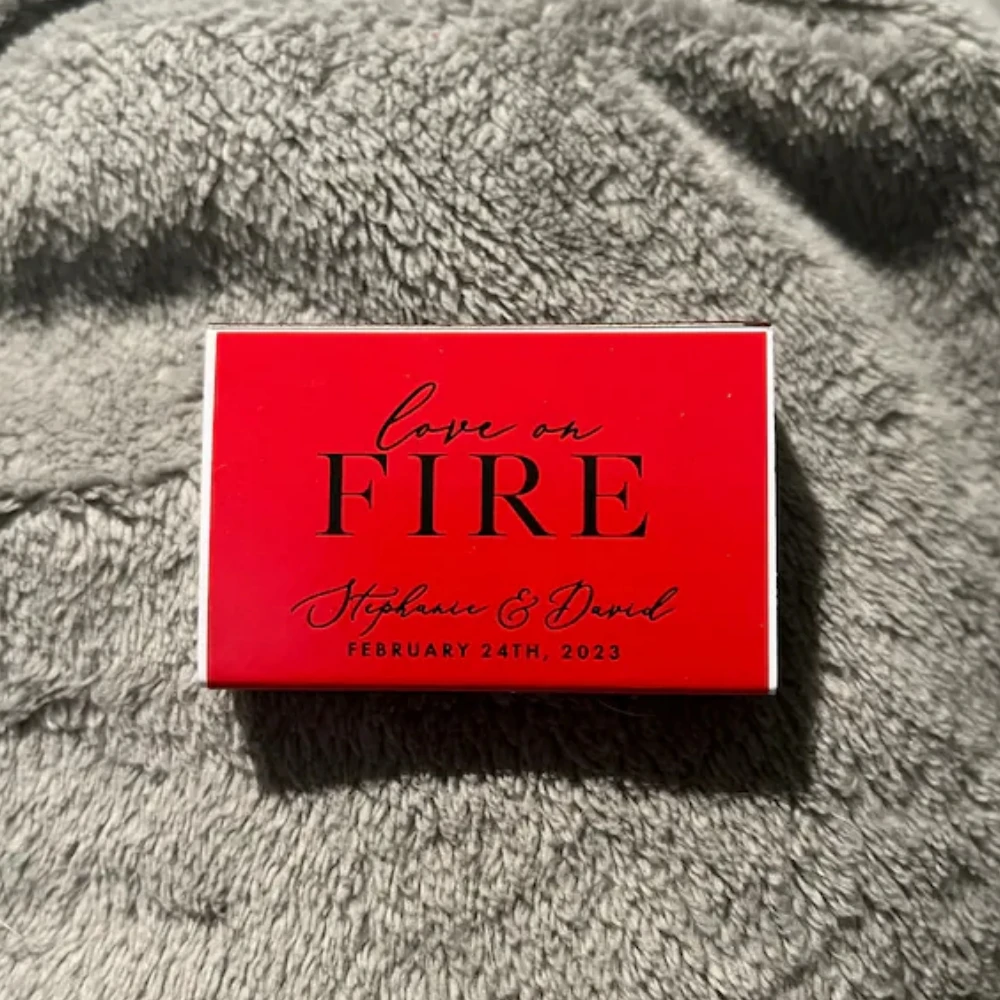 love on
FIRE
Stephanie & David
FEBRUARY 24TH, 2023